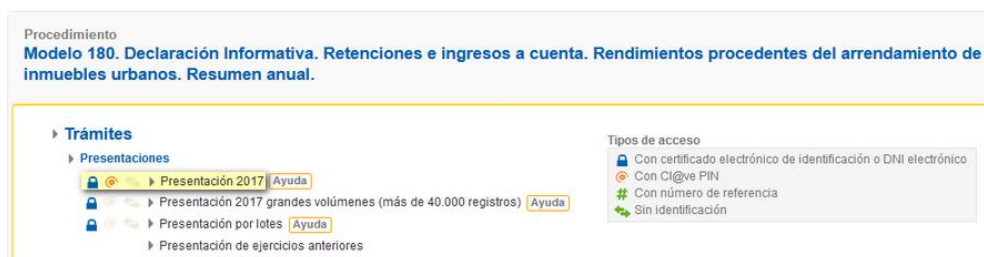 Procedimiento
Modelo 180. Declaración Informativa. Retenciones e ingresos a cuenta. Rendimientos procedentes del arrendamiento de
inmuebles urbanos. Resumen anual.
Trámites
Presentaciones
Presentación 2017 Ayuda
Presentación 2017 grandes volúmenes (más de 40.000 registros) Ayuda
Presentación por lotes Ayuda
Presentación de ejercicios anteriores
Tipos de acceso
Con certificado electrónico de identificación o DNI electrónico
Con Cl@ve PIN
# Con número de referencia
Sin identificación